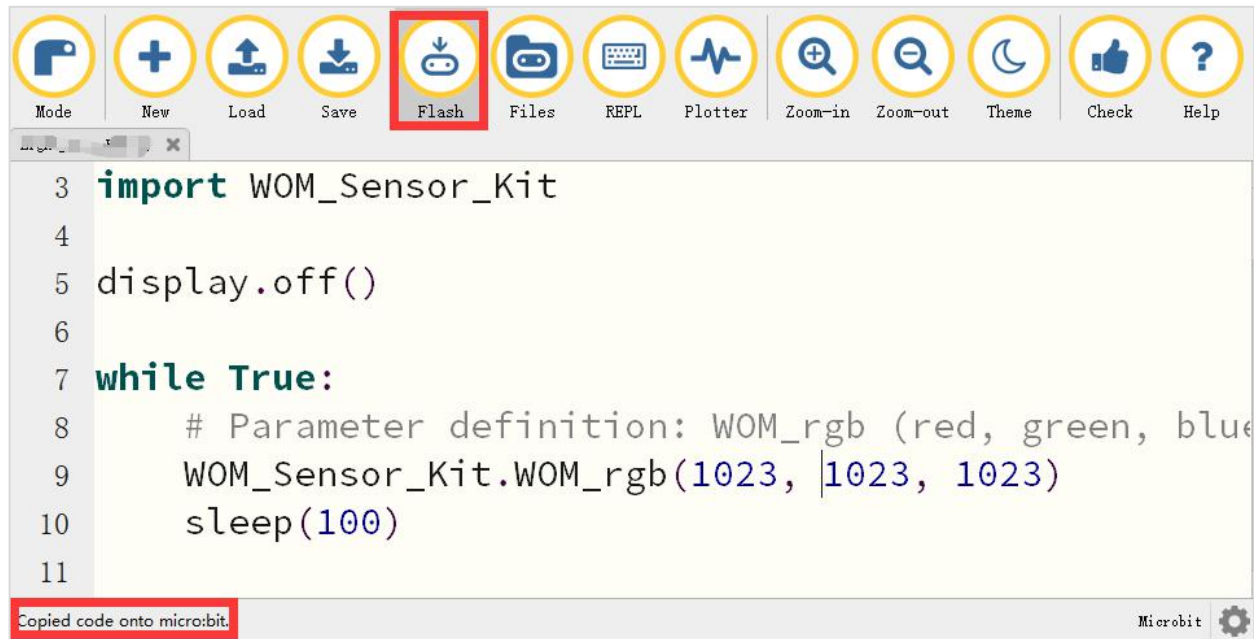 Mode New Load Save Flash Files REPL Plotter Zoom-in Zoom-out Theme Check Help
3 import WOM_Sensor_Kit
4
5 display.off()
6
7 while True:
8 # Parameter definition: WOM_rgb (red, green, blue
9 WOM_Sensor_Kit.WOM_rgb(1023, 1023, 1023)
10 sleep(100)
11
Copied code onto micro:bit. Microbit